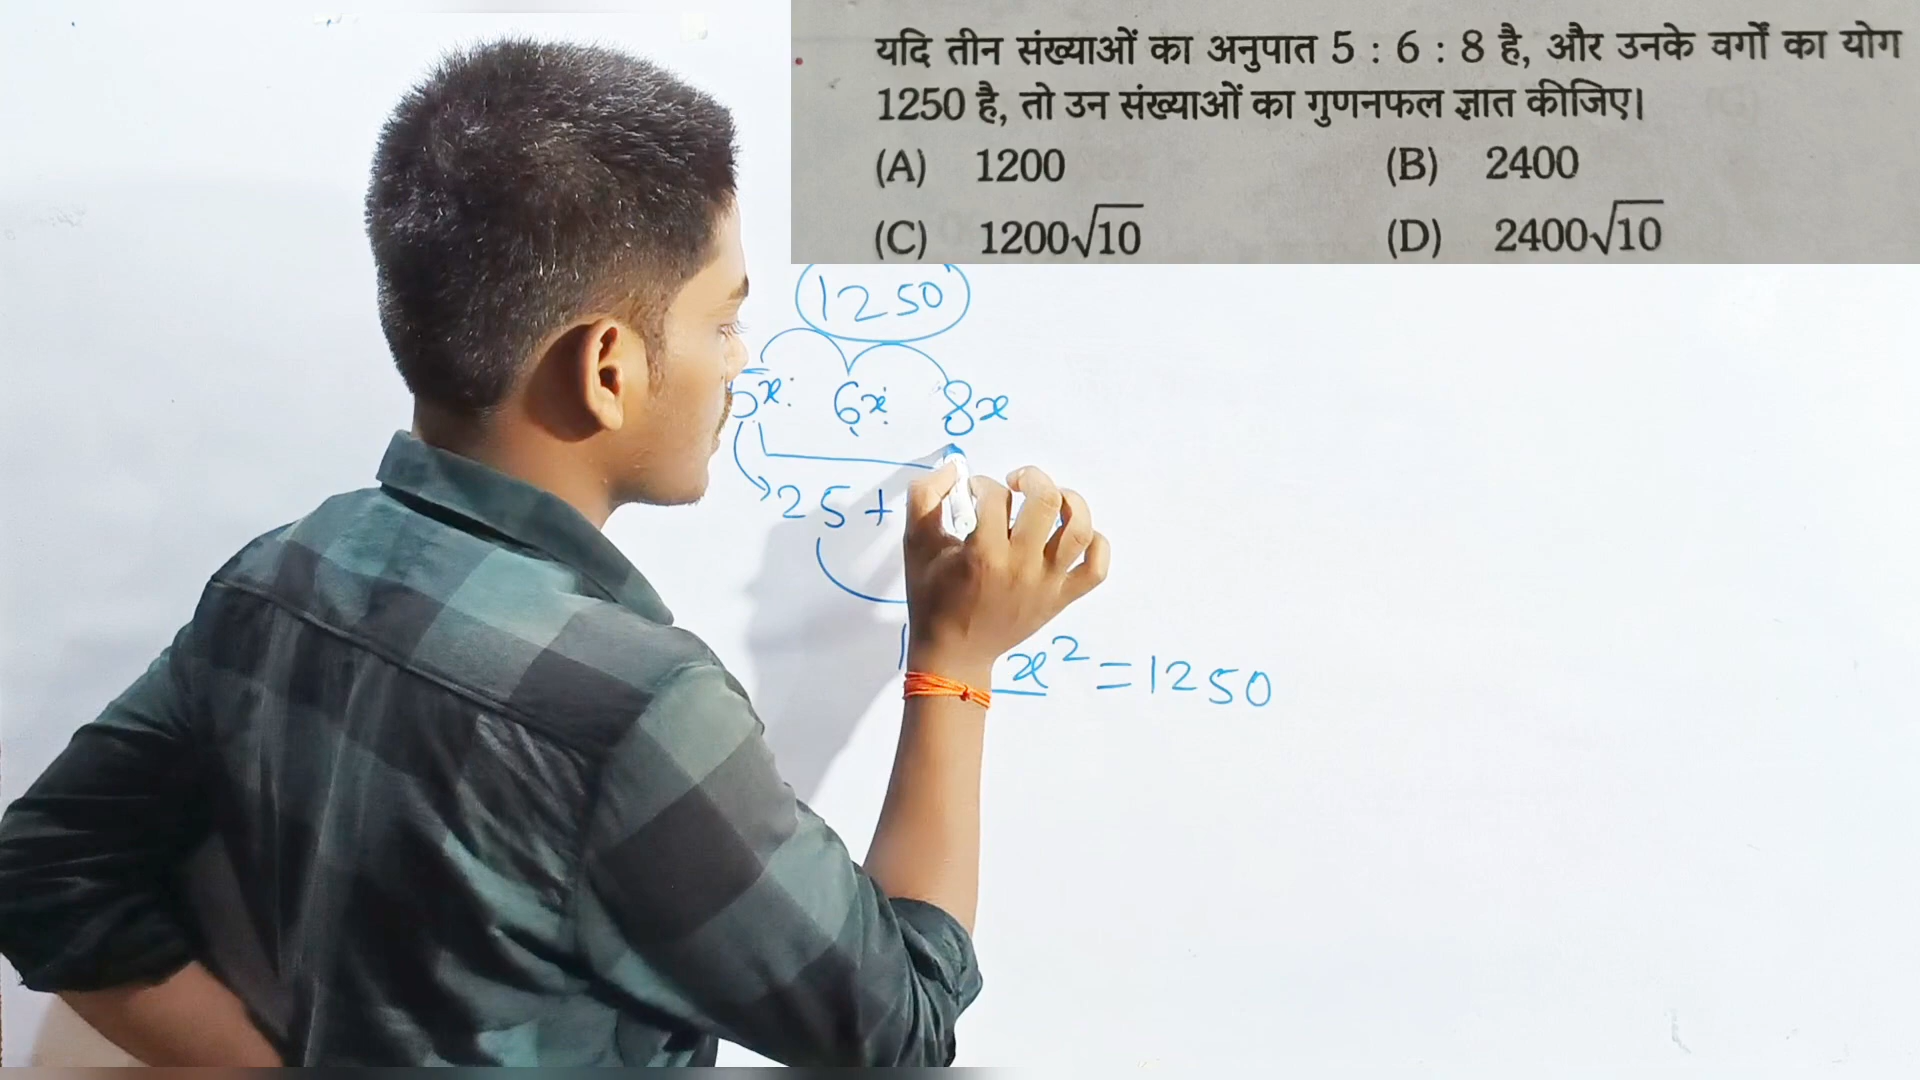 यदि तीन संख्याओं का अनुपात 5 : 6 : 8 है, और उनके वर्गों का योग
1250 है, तो उन संख्याओं का गुणनफल ज्ञात कीजिए।
(A) 1200 (B) 2400
(C) 1200√10 (D) 2400√10
1250
5x: 6x: 8x
25 +
x² = 1250